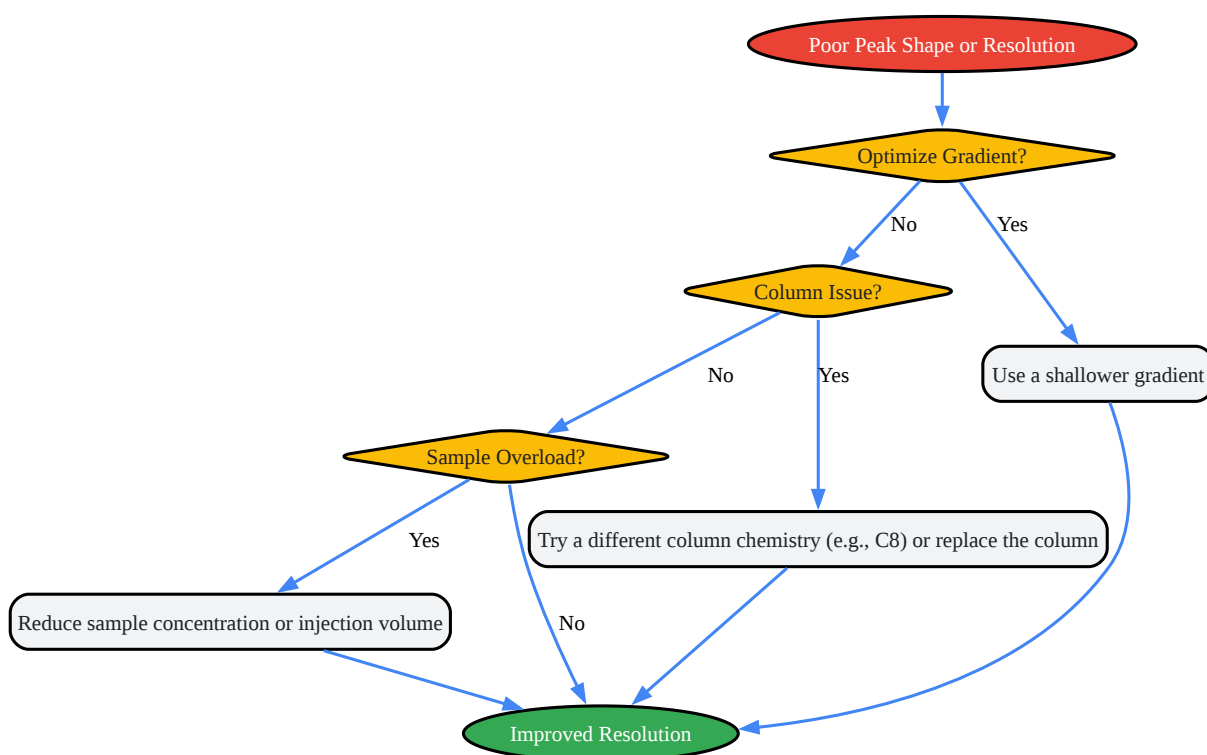 Poor Peak Shape or Resolution
Optimize Gradient?
No
Yes
Column Issue?
No
Yes
Use a shallower gradient
Sample Overload?
Yes
Try a different column chemistry (e.g., C8) or replace the column
Reduce sample concentration or injection volume
No
Improved Resolution